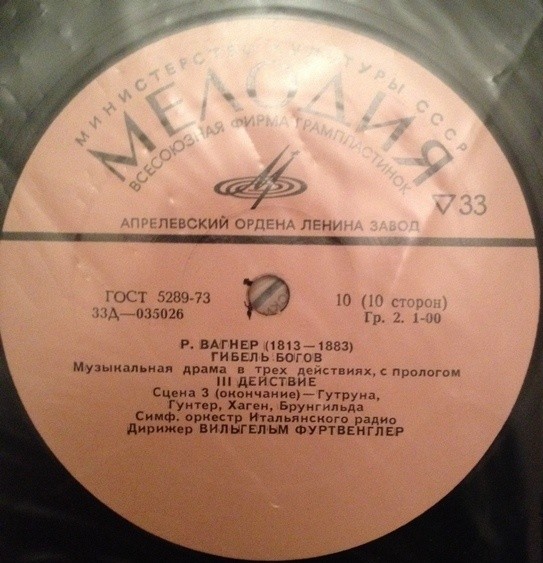 МИНИСТЕРСТВО КУЛЬТУРЫ СССР
МЕЛОДИЯ
ВСЕСОЮЗНАЯ ФИРМА ГРАМПЛАСТИНОК
33
АПРЕЛЕВСКИЙ ОРДЕНА ЛЕНИНА ЗАВОД
ГОСТ 5289-73 10 (10 сторон)
33Д—035026 Гр. 2. 1-00
Р. ВАГНЕР (1813—1883)
ГИБЕЛЬ БОГОВ
Музыкальная драма в трех действиях, с прологом
III ДЕЙСТВИЕ
Сцена 3 (окончание)—Гутруна,
Гунтер, Хаген, Брунгильда
Симф. оркестр Итальянского радио
Дирижер ВИЛЬГЕЛЬМ ФУРТВЕНГЛЕР